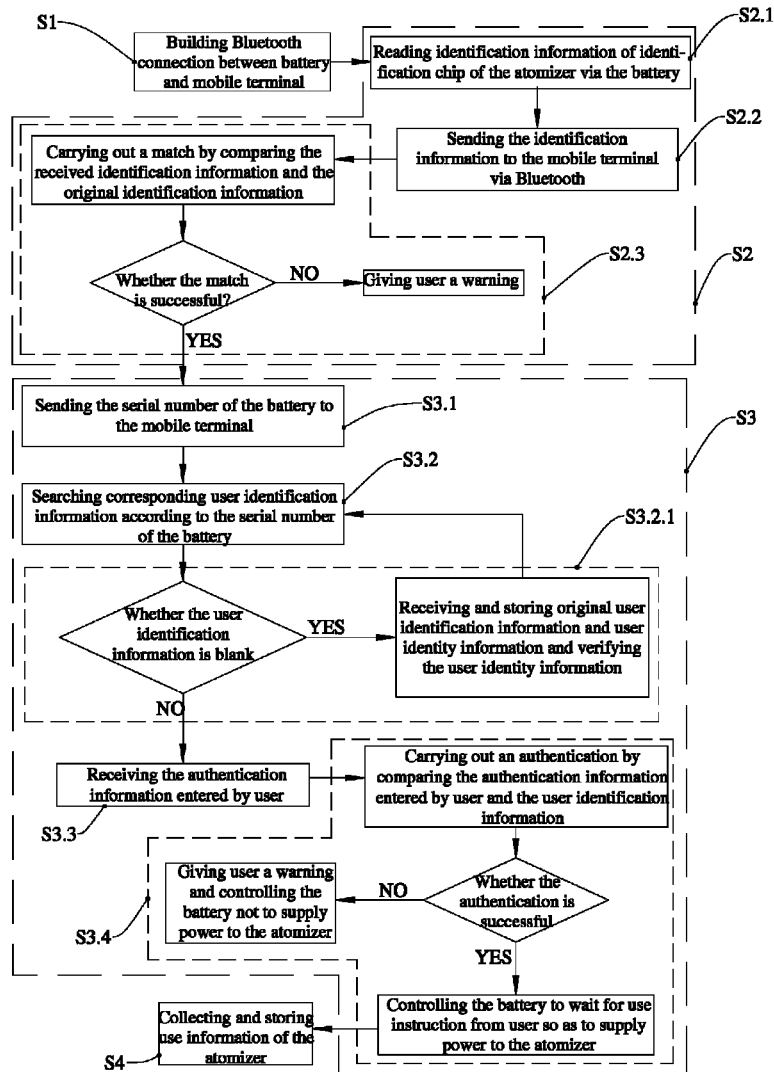 S1
Building Bluetooth
connection between battery
and mobile terminal
S2.1
Reading identification information of identi-
fication chip of the atomizer via the battery
S2.2
Sending the identification
information to the mobile terminal
via Bluetooth
Carrying out a match by comparing the
received identification information and the
original identification information
S2.3
S2
Whether the match
is successful?
NO
Giving user a warning
YES
Sending the serial number of the battery to
the mobile terminal
S3.1
S3
S3.2
Searching corresponding user identification
information according to the serial number
of the battery
S3.2.1
Whether the user
identification
information is blank
YES
Receiving and storing original user
identification information and user
identity information and verifying
the user identity information
NO
Receiving the authentication
information entered by user
S3.3
Carrying out an authentication by
comparing the authentication information
entered by user and the user identification
information
Whether the
authentication is
successful
NO
Giving user a warning
and controlling the
battery not to supply
power to the atomizer
S3.4
YES
Controlling the battery to wait for use
instruction from user so as to supply
power to the atomizer
Collecting and storing
use information of the
atomizer
S4